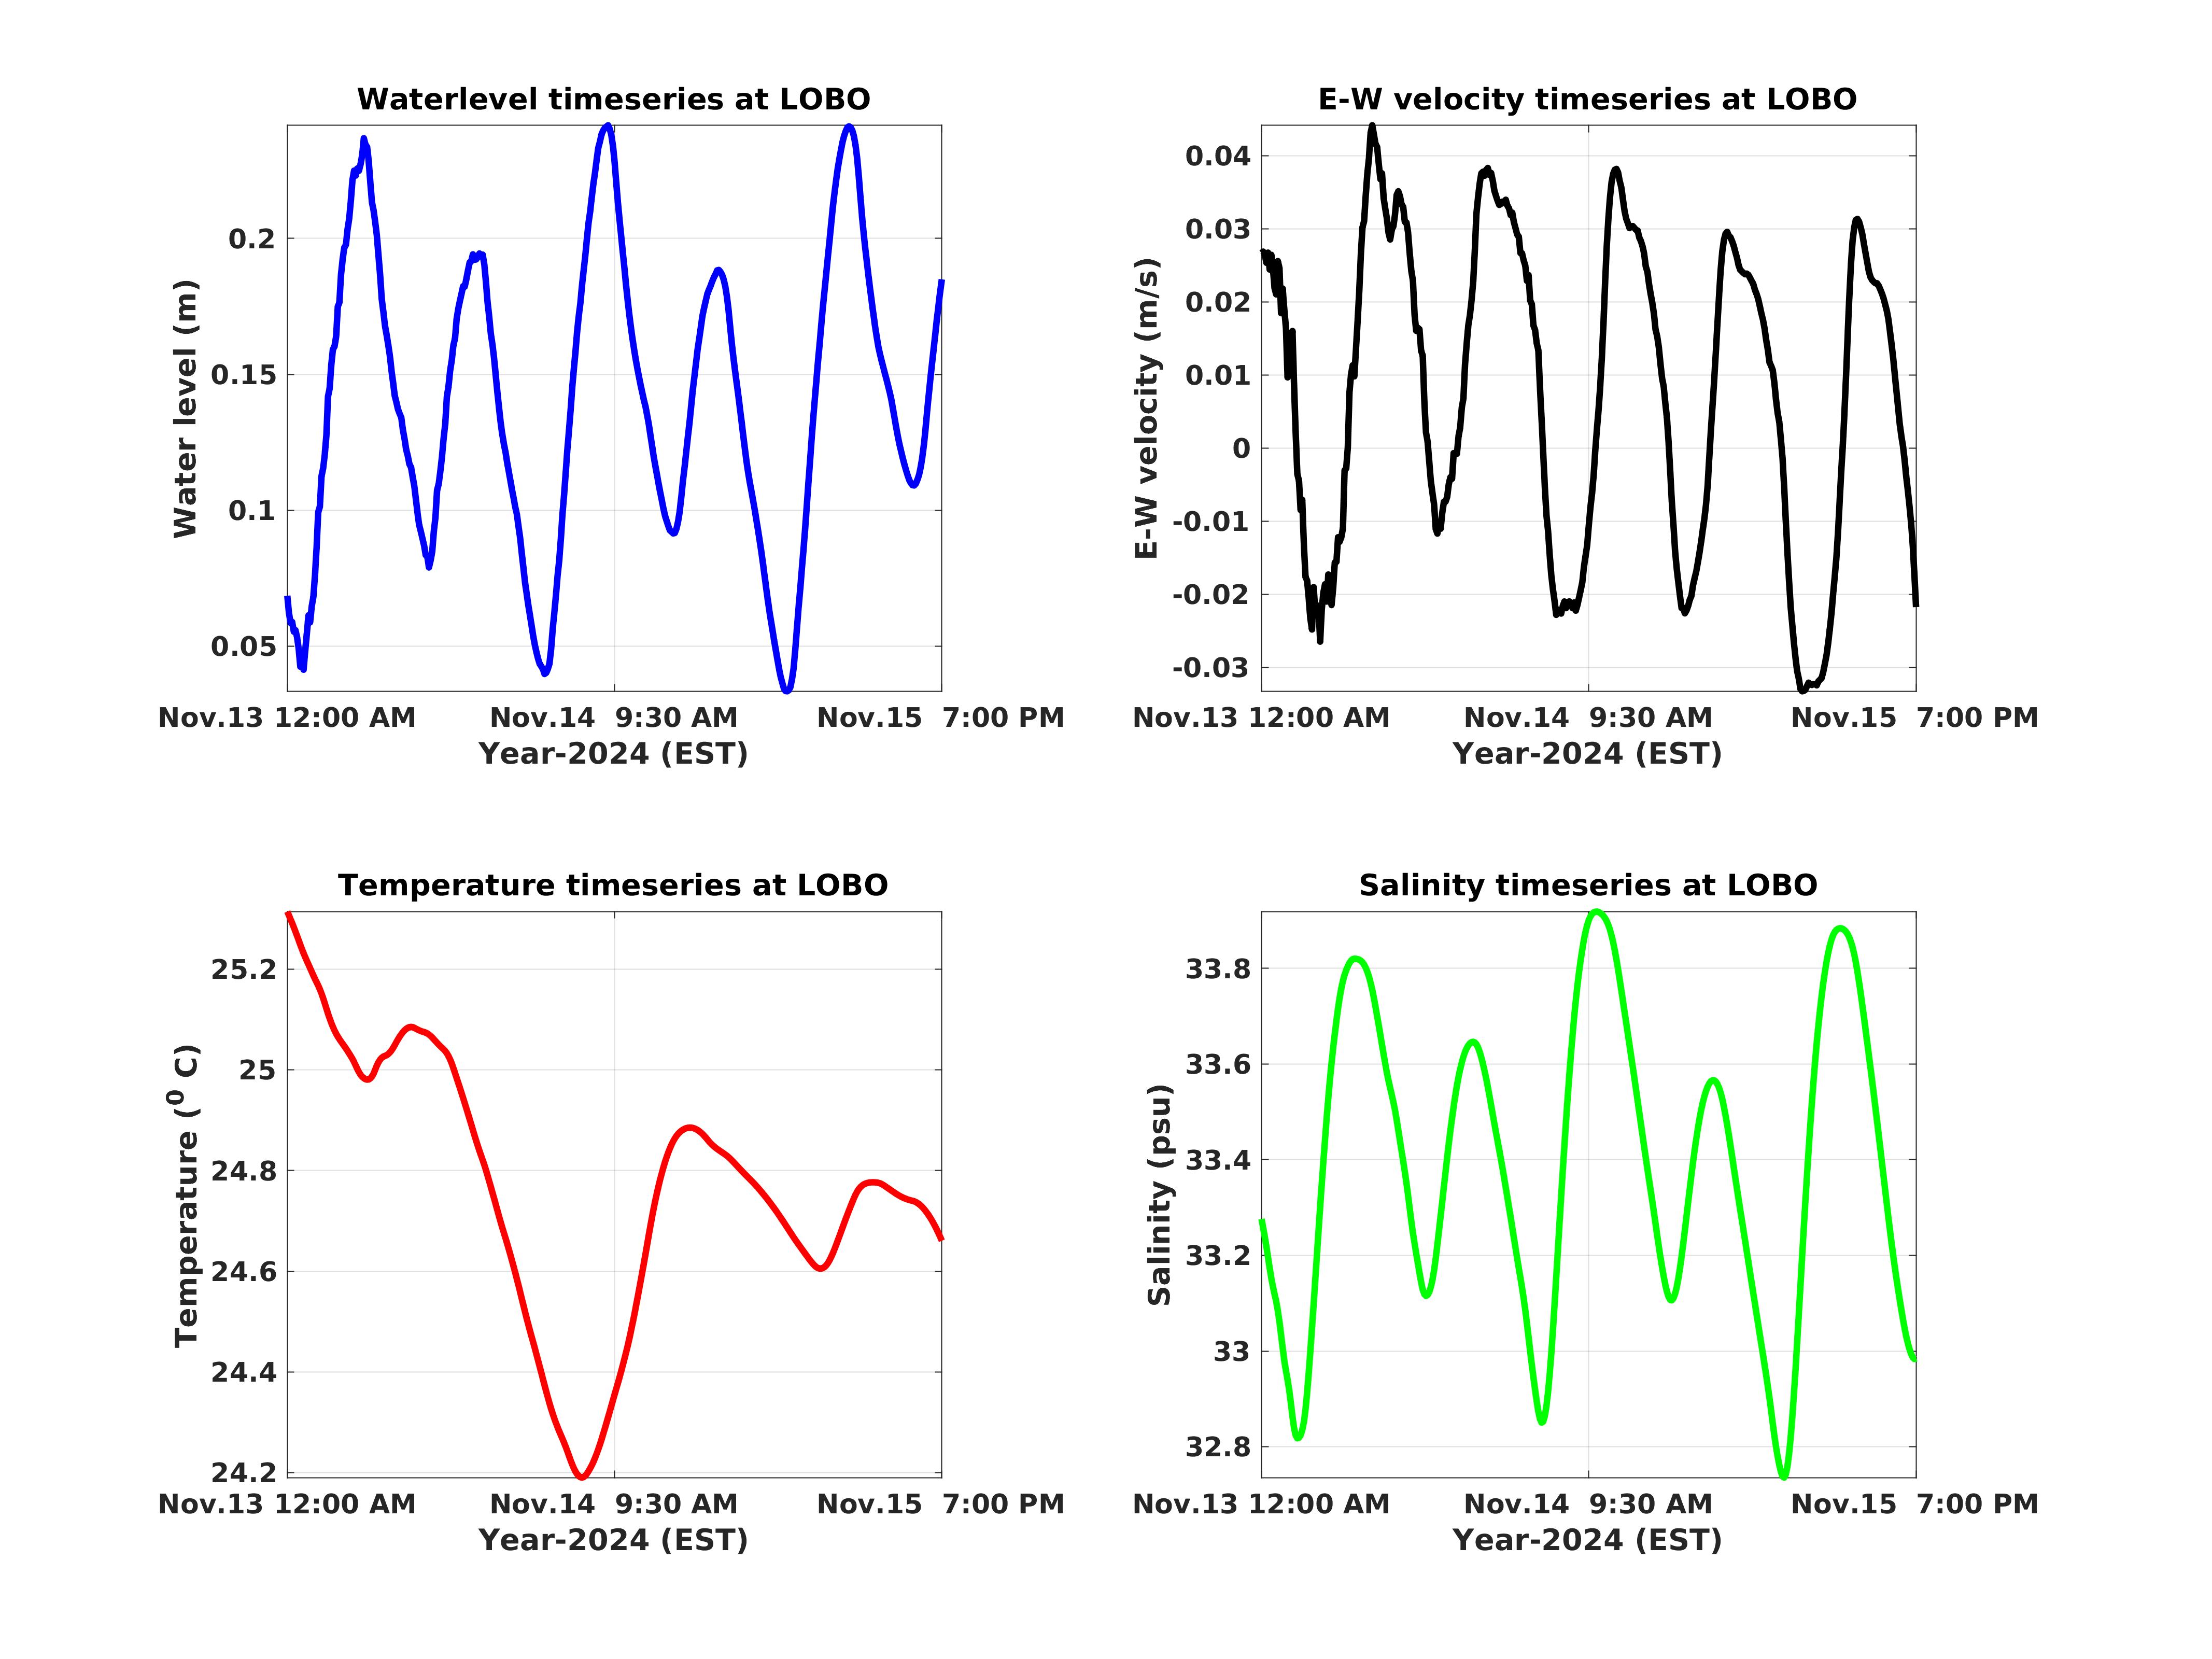 Waterlevel timeseries at LOBO
Water level (m)
0.2
0.15
0.1
0.05
Nov.13 12:00 AM Nov.14 9:30 AM Nov.15 7:00 PM
Year-2024 (EST)
E-W velocity timeseries at LOBO
E-W velocity (m/s)
0.04
0.03
0.02
0.01
0
-0.01
-0.02
-0.03
Nov.13 12:00 AM Nov.14 9:30 AM Nov.15 7:00 PM
Year-2024 (EST)
Temperature timeseries at LOBO
Temperature (⁰ C)
25.2
25
24.8
24.6
24.4
24.2
Nov.13 12:00 AM Nov.14 9:30 AM Nov.15 7:00 PM
Year-2024 (EST)
Salinity timeseries at LOBO
Salinity (psu)
33.8
33.6
33.4
33.2
33
32.8
Nov.13 12:00 AM Nov.14 9:30 AM Nov.15 7:00 PM
Year-2024 (EST)